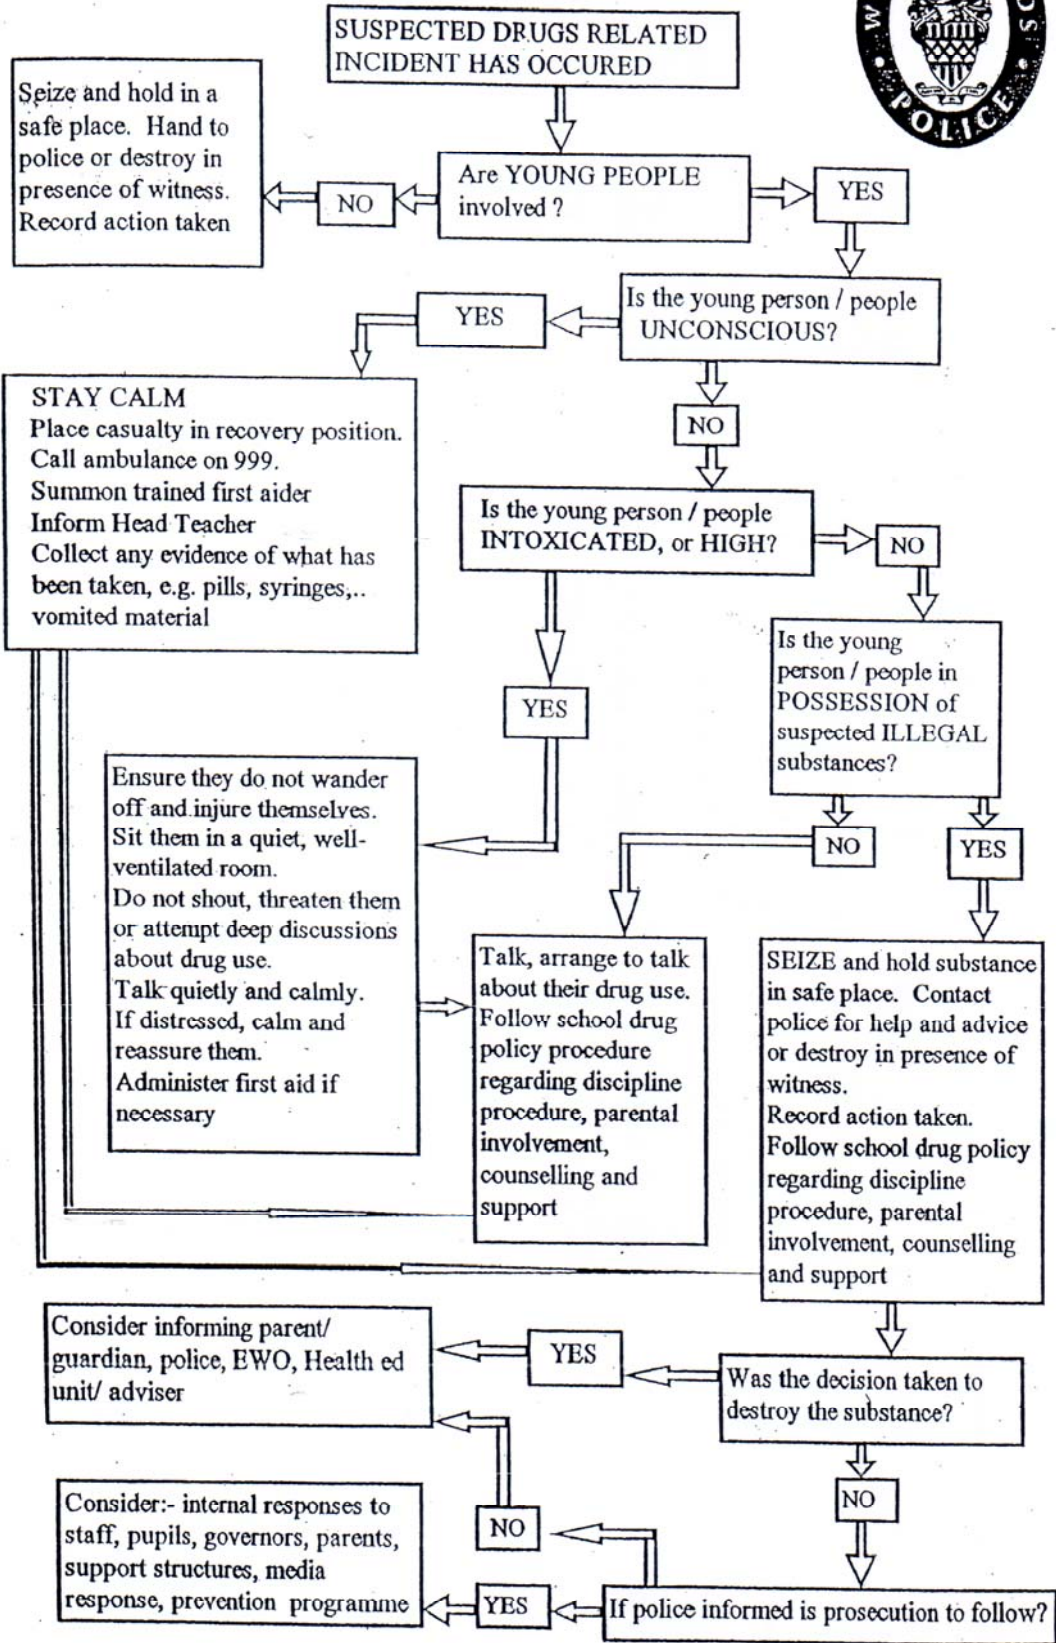 SUSPECTED DRUGS RELATED
INCIDENT HAS OCCURED
W
SC
POLICE
Seize and hold in a
safe place. Hand to
police or destroy in
presence of witness.
Record action taken
NO
Are YOUNG PEOPLE
involved ?
YES
YES
Is the young person / people
UNCONSCIOUS?
NO
STAY CALM
Place casualty in recovery position.
Call ambulance on 999.
Summon trained first aider
Inform Head Teacher
Collect any evidence of what has
been taken, e.g. pills, syringes,..
vomited material
Is the young person / people
INTOXICATED, or HIGH?
NO
YES
Is the young
person / people in
POSSESSION of
suspected ILLEGAL
substances?
NO
YES
Ensure they do not wander
off and injure themselves.
Sit them in a quiet, well-
ventilated room.
Do not shout, threaten them
or attempt deep discussions
about drug use.
Talk quietly and calmly.
If distressed, calm and
reassure them.
Administer first aid if
necessary
Talk, arrange to talk
about their drug use.
Follow school drug
policy procedure
regarding discipline
procedure, parental
involvement,
counselling and
support
SEIZE and hold substance
in safe place. Contact
police for help and advice
or destroy in presence of
witness.
Record action taken.
Follow school drug policy
regarding discipline
procedure, parental
involvement, counselling
and support
Consider informing parent/
guardian, police, EWO, Health ed
unit/ adviser
YES
Was the decision taken to
destroy the substance?
NO
Consider:- internal responses to
staff, pupils, governors, parents,
support structures, media
response, prevention programme
NO
YES
If police informed is prosecution to follow?